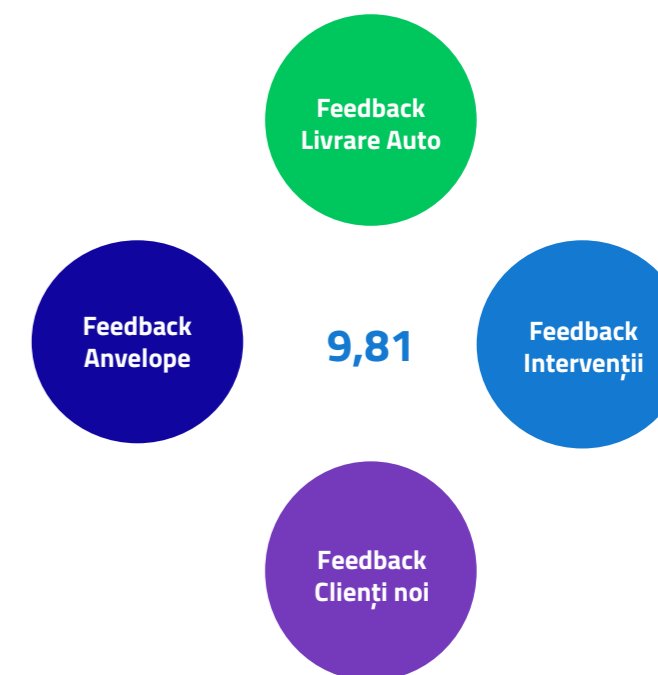 Feedback
Livrare Auto
Feedback
Anvelope
9,81
Feedback
Intervenții
Feedback
Clienți noi